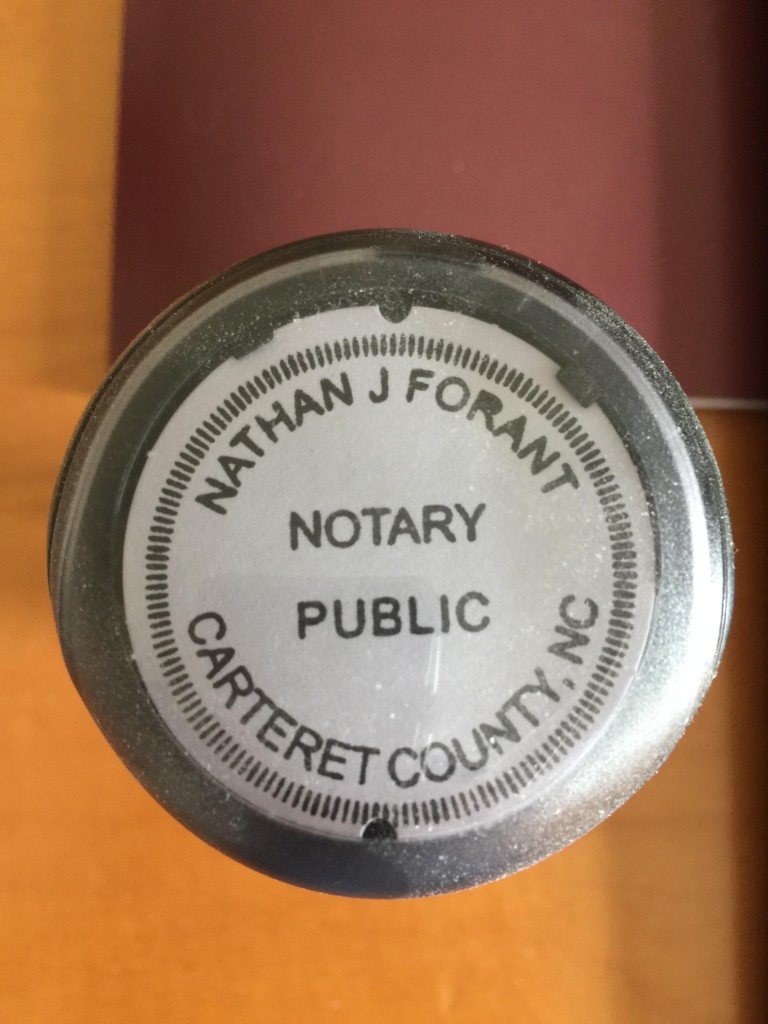 NATHAN J FORANT
NOTARY
PUBLIC
CARTERET COUNTY, NC